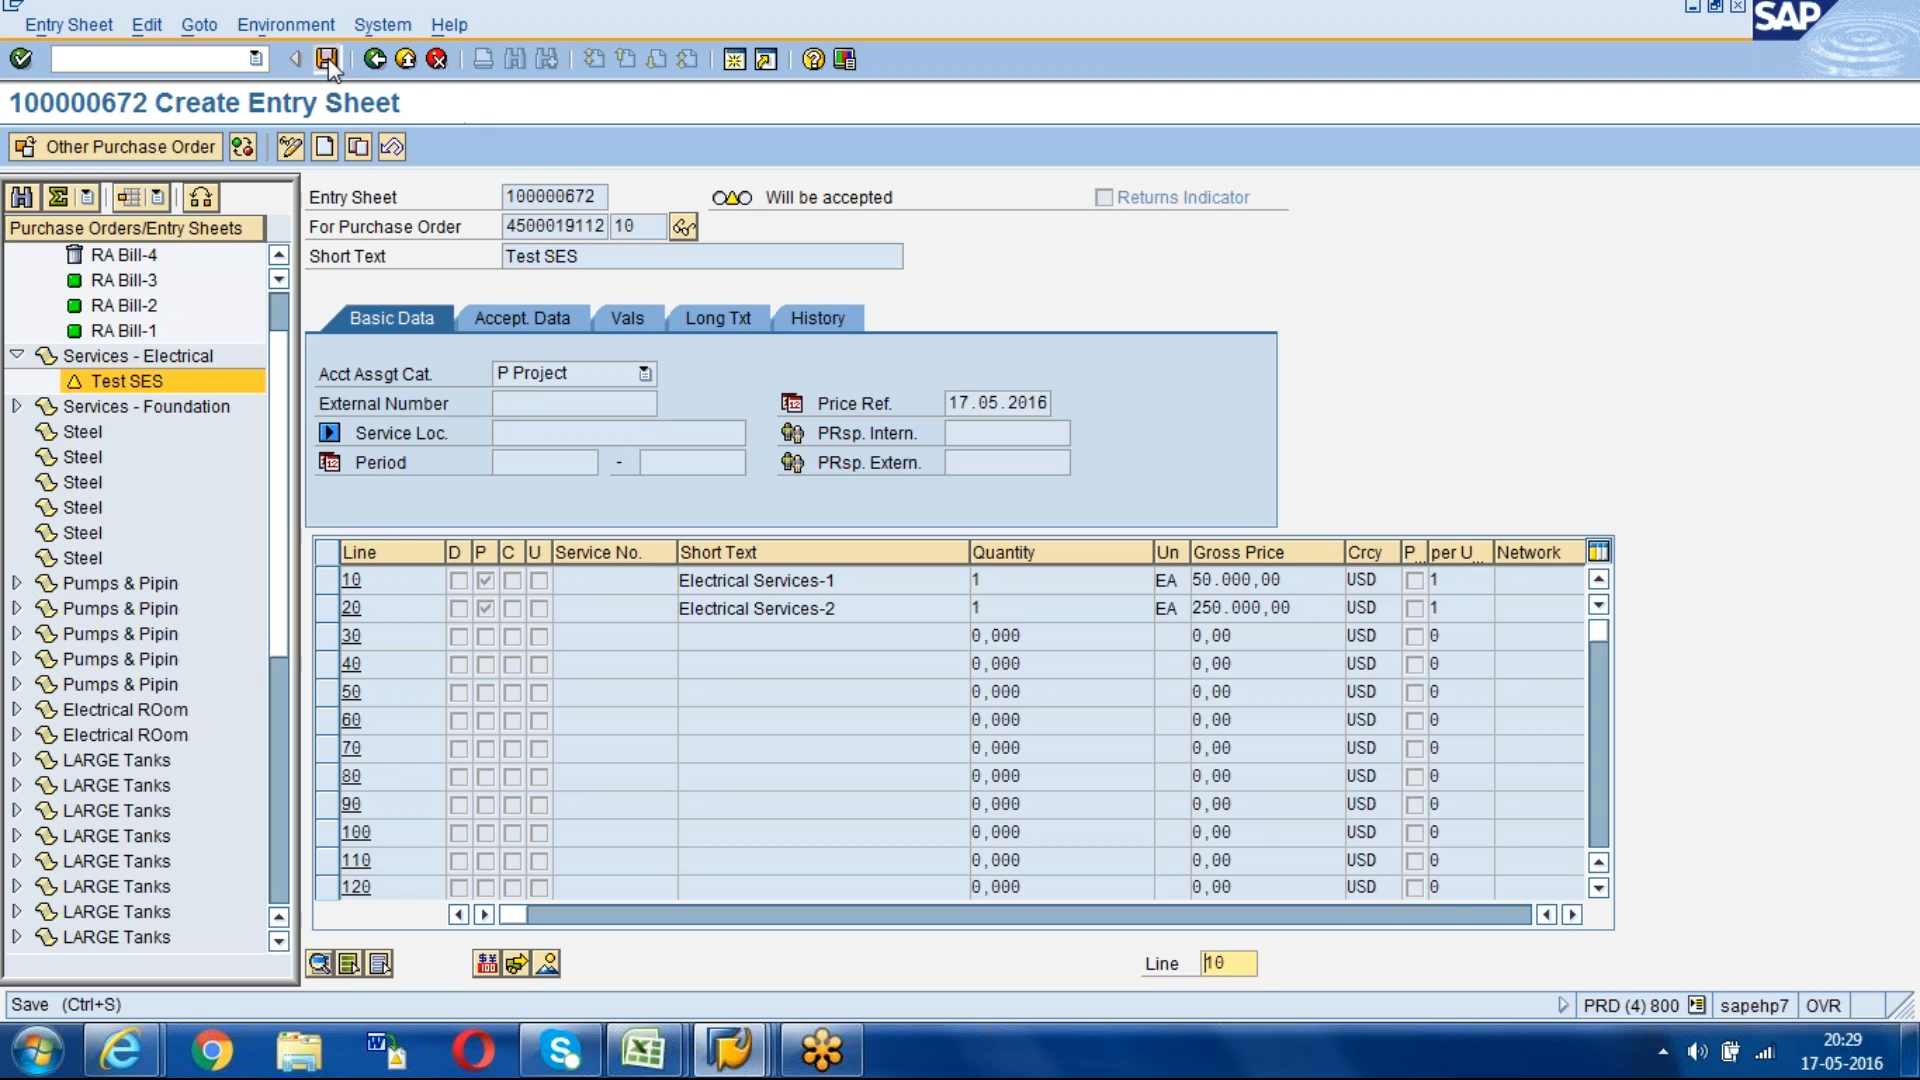 Entry Sheet Edit Goto Environment System Help
SAP
100000672 Create Entry Sheet
Other Purchase Order
Purchase Orders/Entry Sheets
RA Bill-4
RA Bill-3
RA Bill-2
RA Bill-1
Services - Electrical
Test SES
Services - Foundation
Steel
Steel
Steel
Steel
Steel
Steel
Pumps & Pipin
Pumps & Pipin
Pumps & Pipin
Pumps & Pipin
Pumps & Pipin
Electrical ROom
Electrical ROom
LARGE Tanks
LARGE Tanks
LARGE Tanks
LARGE Tanks
LARGE Tanks
LARGE Tanks
LARGE Tanks
LARGE Tanks
Entry Sheet 100000672 Will be accepted Returns Indicator
For Purchase Order 4500019112 10
Short Text Test SES
Basic Data Accept. Data Vals Long Txt History
Acct Assgt Cat. P Project
External Number Price Ref. 17.05.2016
Service Loc. PRsp. Intern.
Period - PRsp. Extern.
Line D P C U Service No. Short Text Quantity Un Gross Price Crcy P... per U... Network
10 Electrical Services-1 1 EA 50.000,00 USD 1
20 Electrical Services-2 1 EA 250.000,00 USD 1
30 0,000 0,00 USD 0
40 0,000 0,00 USD 0
50 0,000 0,00 USD 0
60 0,000 0,00 USD 0
70 0,000 0,00 USD 0
80 0,000 0,00 USD 0
90 0,000 0,00 USD 0
100 0,000 0,00 USD 0
110 0,000 0,00 USD 0
120 0,000 0,00 USD 0
Line 10
Save (Ctrl+S) PRD (4) 800 sapehp7 OVR
20:29
17-05-2016